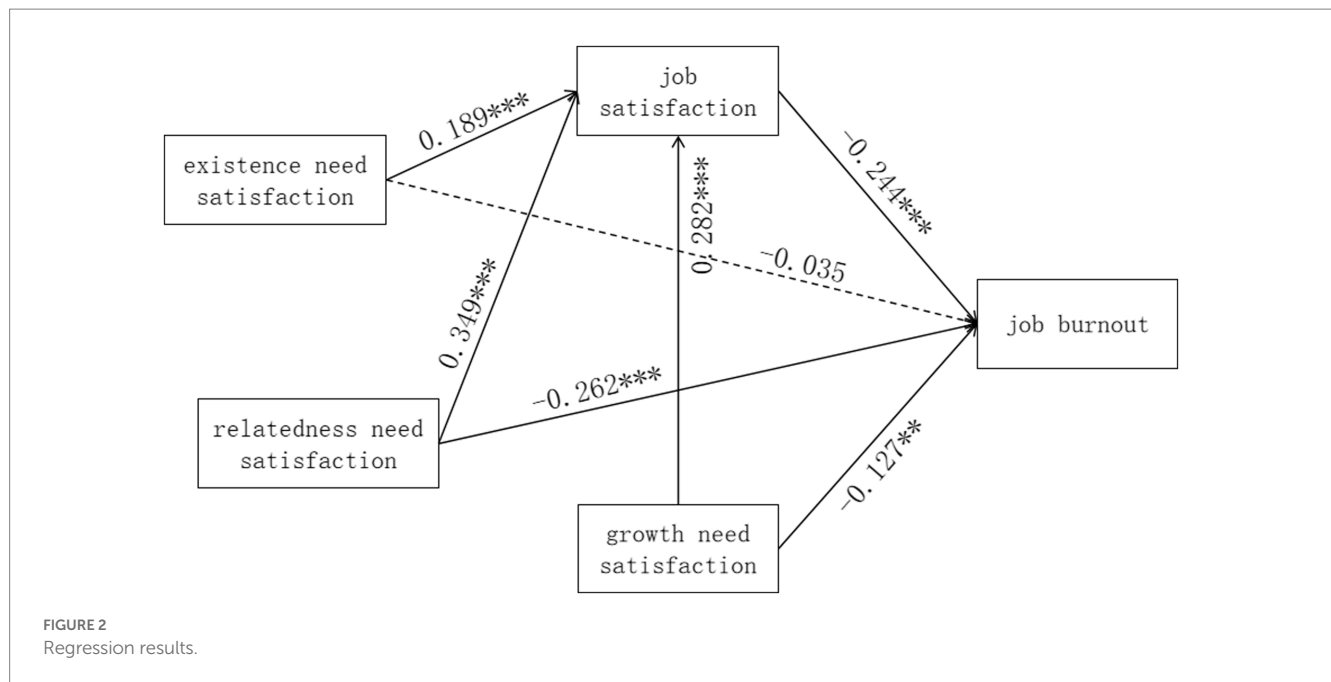 job
satisfaction
0.189***
existence need
satisfaction
-0.244***
0.282***
-0.035
0.349***
job burnout
-0.262***
relatedness need
satisfaction
-0.127**
growth need
satisfaction
FIGURE 2
Regression results.